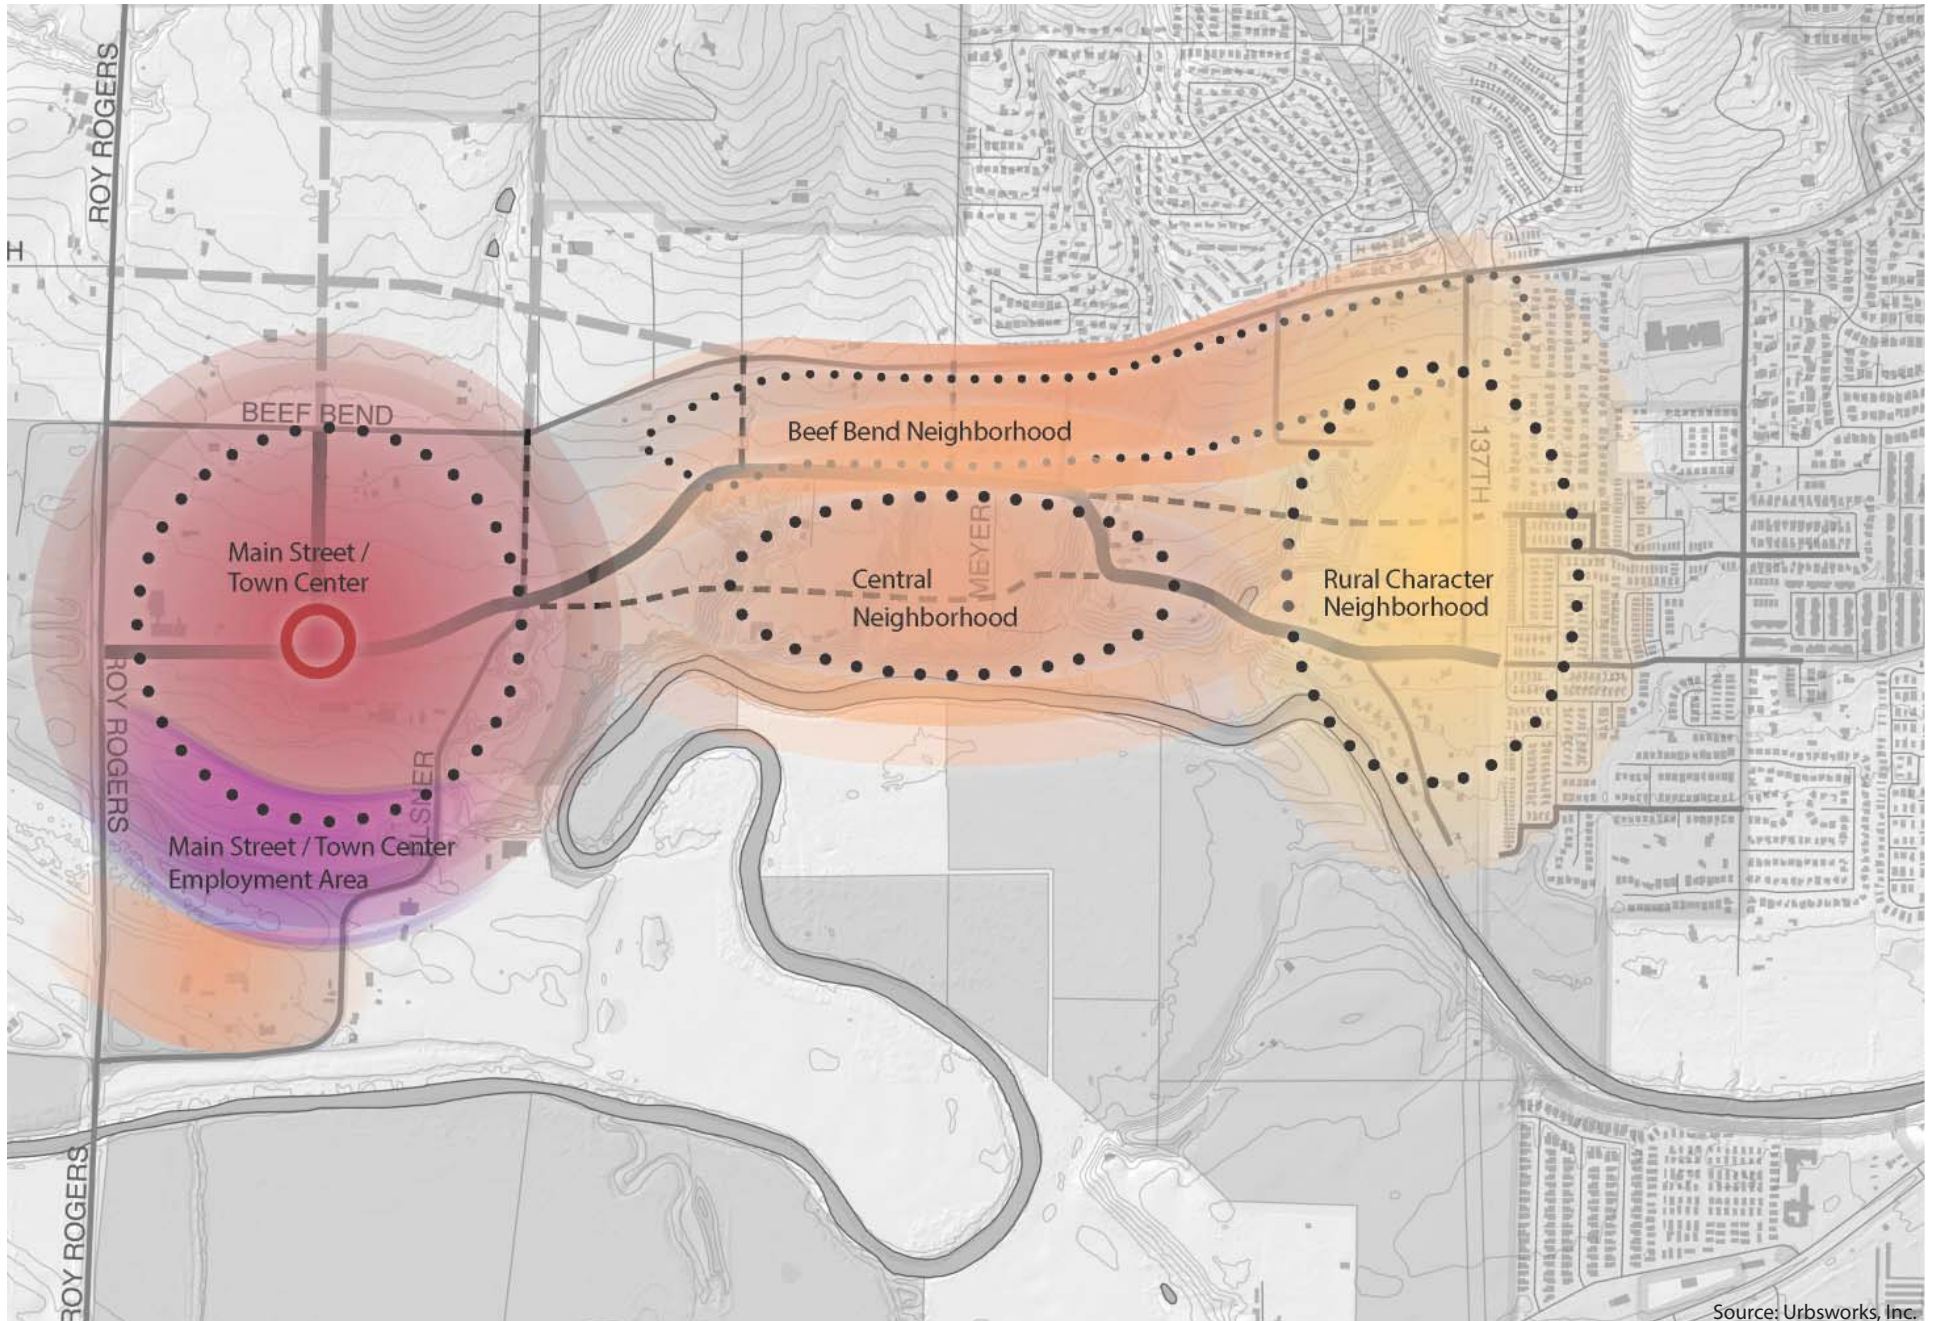 ROY ROGERS
H
BEEF BEND
Beef Bend Neighborhood
137TH
MEYER
Main Street /
Town Center
Central
Neighborhood
Rural Character
Neighborhood
ROY ROGERS
ELSNER
Main Street / Town Center
Employment Area
ROY ROGERS
Source: Urbsworks, Inc.